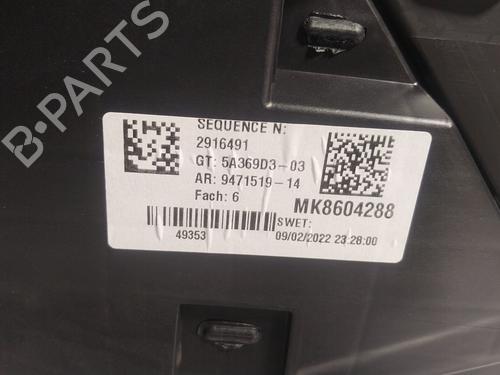 B-PARTS
SEQUENCE N:
2916491
GT: 5A369D3-03
AR: 9471519-14
Fach: 6
MK8604288
SWET:
49353
09/02/2022 23:28:00